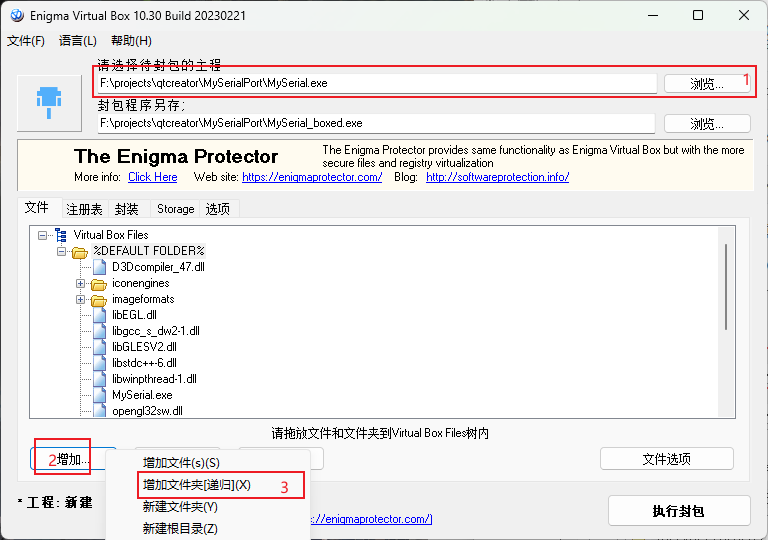 Enigma Virtual Box 10.30 Build 20230221
文件(F) 语言(L) 帮助(H)
请选择待封包的主程
F:\projects\qtcreator\MySerialPort\MySerial.exe 浏览... 1
封包程序另存;
F:\projects\qtcreator\MySerialPort\MySerial_boxed.exe 浏览...
The Enigma Protector
The Enigma Protector provides same functionality as Enigma Virtual Box but with the more
secure files and registry virtualization
More info: Click Here Web site: https://enigmaprotector.com/ Blog: http://softwareprotection.info/
文件 注册表 封装 Storage 选项
Virtual Box Files
%DEFAULT FOLDER%
D3Dcompiler_47.dll
iconengines
imageformats
libEGL.dll
libgcc_s_dw2-1.dll
libGLESV2.dll
libstdc++-6.dll
libwinpthread-1.dll
MySerial.exe
opengl32sw.dll
请拖放文件和文件夹到Virtual Box Files树内
2增加... 文件选项
增加文件(s)(S)
增加文件夹[递归](X) 3
新建文件夹(Y)
新建根目录(Z)
* 工程: 新建
s://enigmaprotector.com/]
执行封包